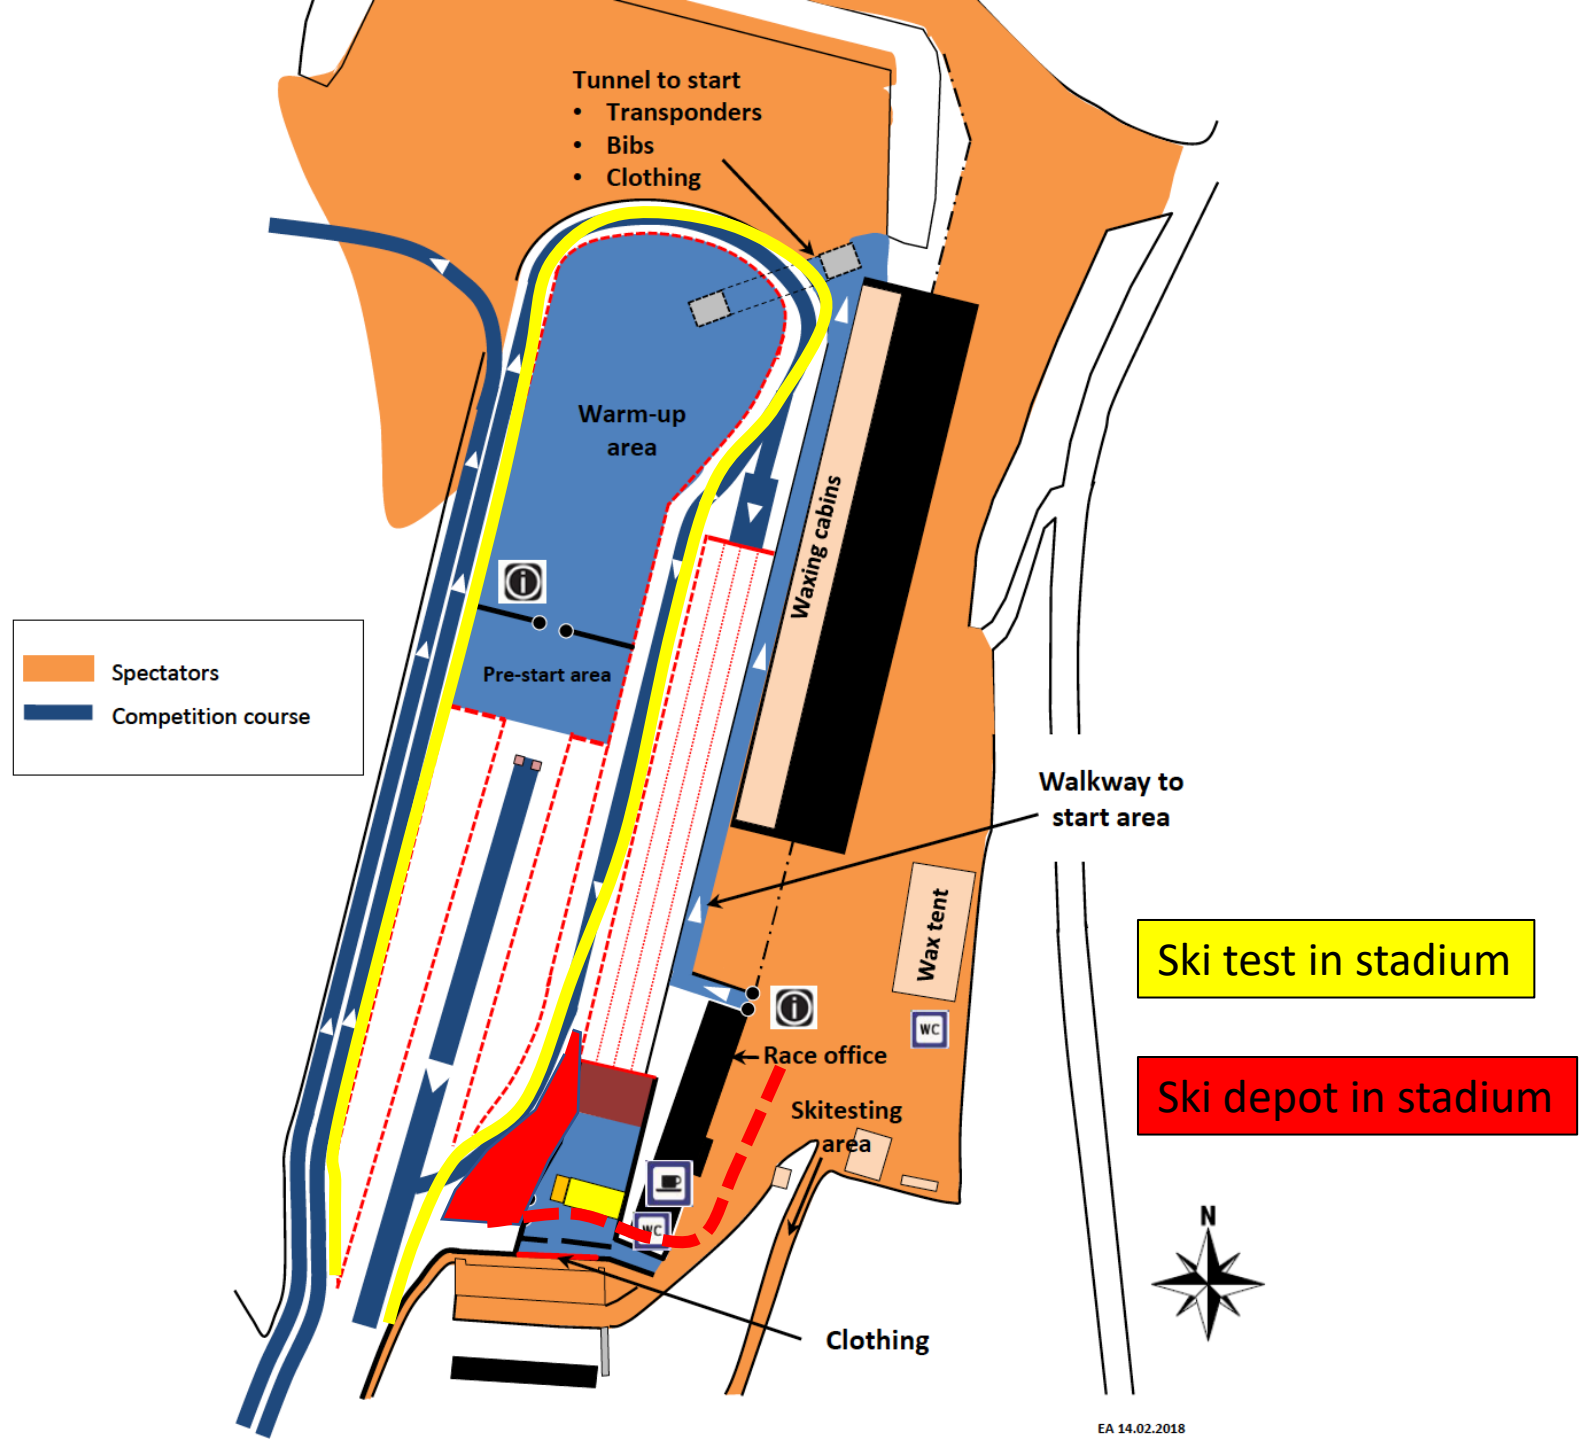 Tunnel to start
• Transponders
• Bibs
• Clothing
Warm-up
area
Waxing cabins
Pre-start area
Spectators
Competition course
Walkway to
start area
Wax tent
WC
Ski test in stadium
Race office
Skitesting
area
Ski depot in stadium
WC
N
Clothing
EA 14.02.2018